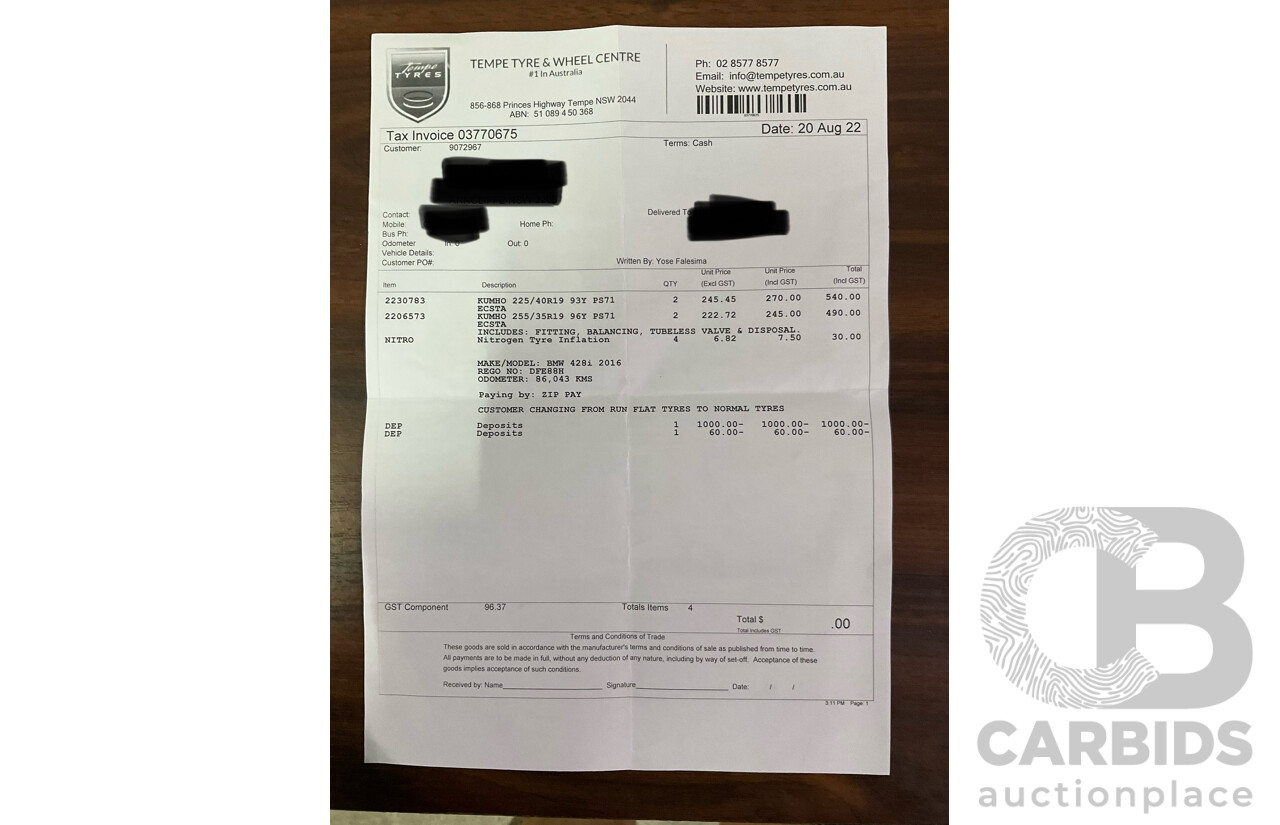 Tempe
TYRES
TEMPE TYRE & WHEEL CENTRE
#1 In Australia
856-868 Princes Highway Tempe NSW 2044
ABN: 51 089 450 368
Ph: 02 8577 8577
Email: info@tempetyres.com.au
Website: www.tempetyres.com.au
Tax Invoice 03770675 Date: 20 Aug 22
Customer: 9072967 Terms: Cash
Contact:
Mobile: Home Ph: Delivered
Bus Ph:
Odometer In: 0 Out: 0
Vehicle Details:
Customer PO#: Written By: Yose Falesima
Item Description QTY Unit Price (Excl GST) Unit Price (Incl GST) Total (Incl GST)
2230783 KUMHO 225/40R19 93Y PS71 2 245.45 270.00 540.00
ECSTA
2206573 KUMHO 255/35R19 96Y PS71 2 222.72 245.00 490.00
ECSTA
INCLUDES: FITTING, BALANCING, TUBELESS VALVE & DISPOSAL.
NITRO Nitrogen Tyre Inflation 4 6.82 7.50 30.00
MAKE/MODEL: BMW 428i 2016
REGO NO: DFE88H
ODOMETER: 86,043 KMS
Paying by: ZIP PAY
CUSTOMER CHANGING FROM RUN FLAT TYRES TO NORMAL TYRES
DEP Deposits 1 1000.00- 1000.00- 1000.00-
DEP Deposits 1 60.00- 60.00- 60.00-
GST Component 96.37 Totals Items 4
Total $ .00
Total includes GST
Terms and Conditions of Trade
These goods are sold in accordance with the manufacturer's terms and conditions of sale as published from time to time.
All payments are to be made in full, without any deduction of any nature, including by way of set-off. Acceptance of these
goods implies acceptance of such conditions.
Received by: Name Signature Date: / /
3:11 PM Page: 1
CB
CARBIDS
auctionplace